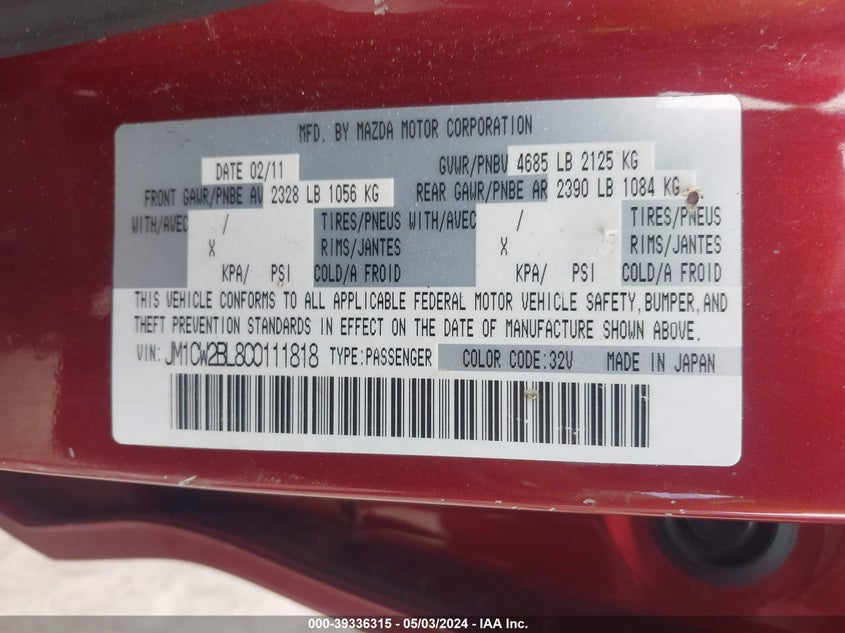 MFD. BY MAZDA MOTOR CORPORATION
DATE 02/11 GVWR/PNBV 4685 LB 2125 KG
FRONT GAWR/PNBE AV 2328 LB 1056 KG REAR GAWR/PNBE AR 2390 LB 1084 KG
WITH/AVEC / TIRES/PNEUS WITH/AVEC / TIRES/PNEUS
X RIMS/JANTES X RIMS/JANTES
KPA/ PSI COLD/A FROID KPA/ PSI COLD/A FROID
THIS VEHICLE CONFORMS TO ALL APPLICABLE FEDERAL MOTOR VEHICLE SAFETY, BUMPER, AND
THEFT PREVENTION STANDARDS IN EFFECT ON THE DATE OF MANUFACTURE SHOWN ABOVE.
VIN: JM1CW2BL8C0111818 TYPE:PASSENGER COLOR CODE:32V MADE IN JAPAN
000-39336315 - 05/03/2024 - IAA Inc.